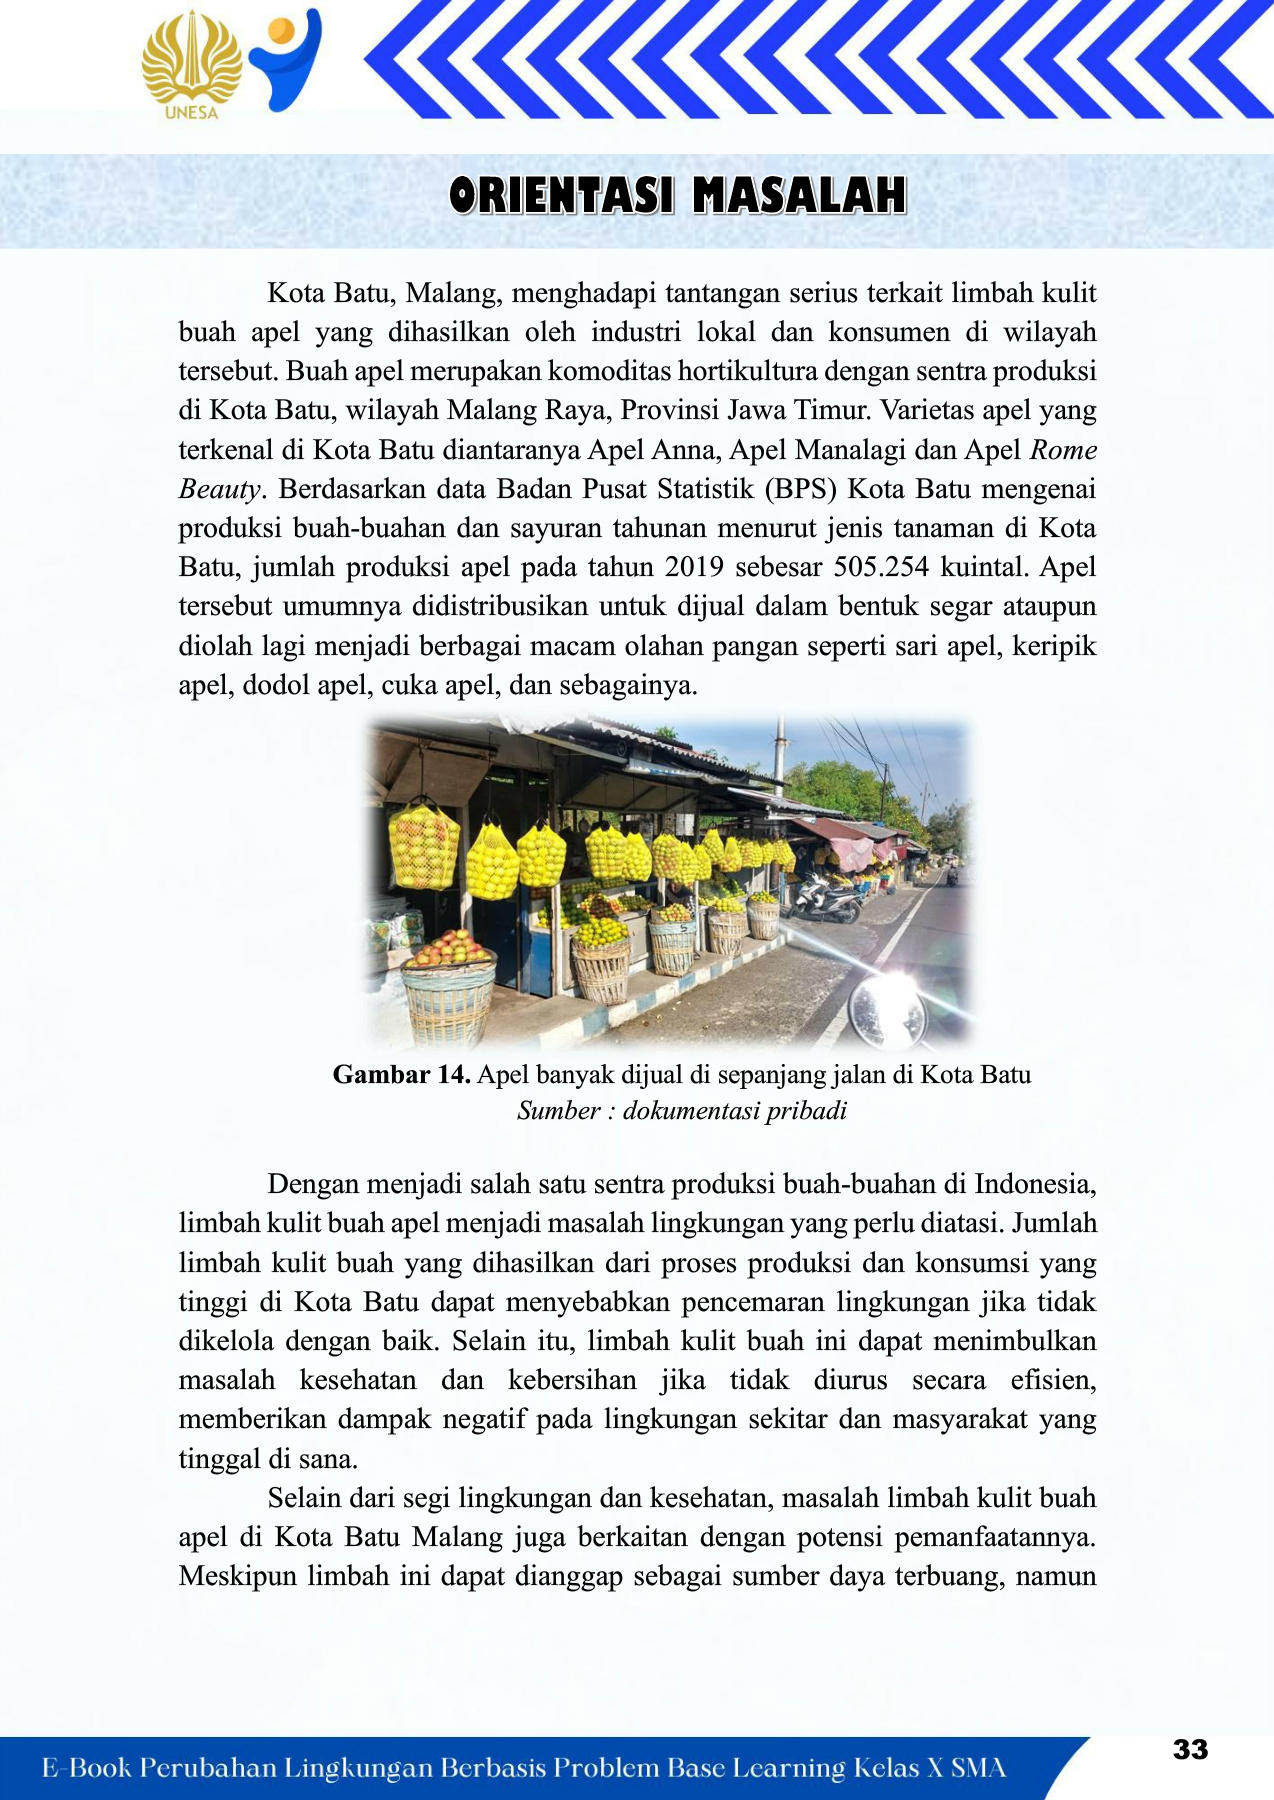 UNESA
ORIENTASI MASALAH
Kota Batu, Malang, menghadapi tantangan serius terkait limbah kulit
buah apel yang dihasilkan oleh industri lokal dan konsumen di wilayah
tersebut. Buah apel merupakan komoditas hortikultura dengan sentra produksi
di Kota Batu, wilayah Malang Raya, Provinsi Jawa Timur. Varietas apel yang
terkenal di Kota Batu diantaranya Apel Anna, Apel Manalagi dan Apel Rome
Beauty. Berdasarkan data Badan Pusat Statistik (BPS) Kota Batu mengenai
produksi buah-buahan dan sayuran tahunan menurut jenis tanaman di Kota
Batu, jumlah produksi apel pada tahun 2019 sebesar 505.254 kuintal. Apel
tersebut umumnya didistribusikan untuk dijual dalam bentuk segar ataupun
diolah lagi menjadi berbagai macam olahan pangan seperti sari apel, keripik
apel, dodol apel, cuka apel, dan sebagainya.
Gambar 14. Apel banyak dijual di sepanjang jalan di Kota Batu
Sumber : dokumentasi pribadi
Dengan menjadi salah satu sentra produksi buah-buahan di Indonesia,
limbah kulit buah apel menjadi masalah lingkungan yang perlu diatasi. Jumlah
limbah kulit buah yang dihasilkan dari proses produksi dan konsumsi yang
tinggi di Kota Batu dapat menyebabkan pencemaran lingkungan jika tidak
dikelola dengan baik. Selain itu, limbah kulit buah ini dapat menimbulkan
masalah kesehatan dan kebersihan jika tidak diurus secara efisien,
memberikan dampak negatif pada lingkungan sekitar dan masyarakat yang
tinggal di sana.
Selain dari segi lingkungan dan kesehatan, masalah limbah kulit buah
apel di Kota Batu Malang juga berkaitan dengan potensi pemanfaatannya.
Meskipun limbah ini dapat dianggap sebagai sumber daya terbuang, namun
E-Book Perubahan Lingkungan Berbasis Problem Base Learning Kelas X SMA
33